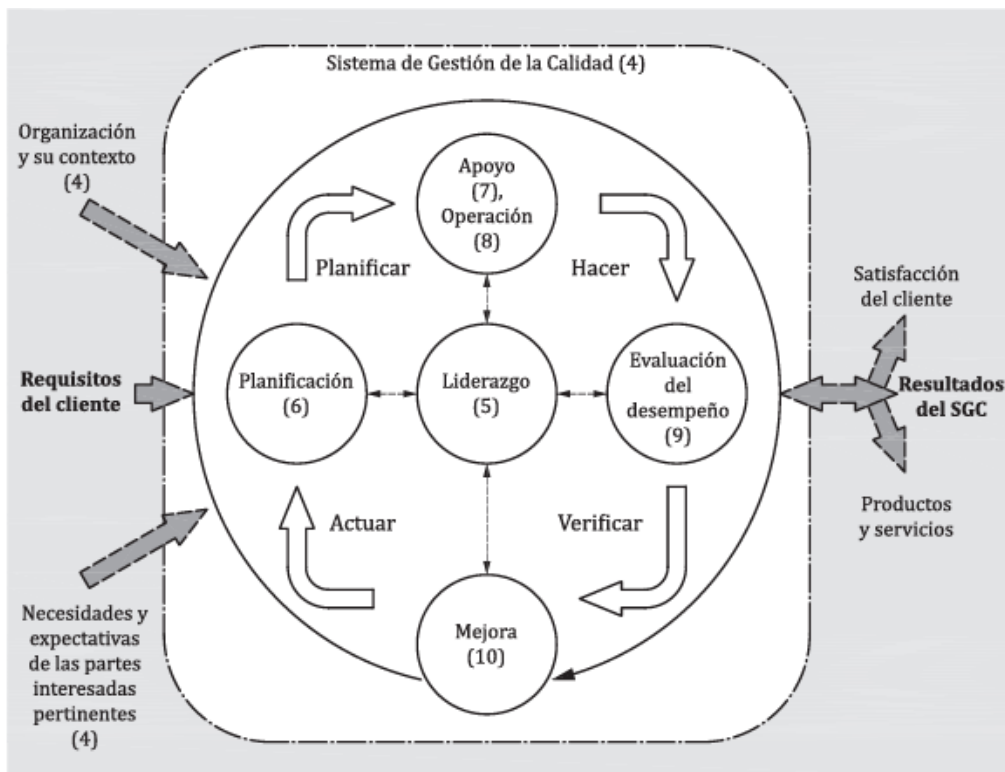 Sistema de Gestión de la Calidad (4)
Organización
y su contexto
(4)
Apoyo
(7),
Operación
(8)
Planificar
Hacer
Satisfacción
del cliente
Requisitos
del cliente
Planificación
(6)
Liderazgo
(5)
Evaluación
del
desempeño
(9)
Resultados
del SGC
Actuar
Verificar
Productos
y servicios
Necesidades y
expectativas
de las partes
interesadas
pertinentes
(4)
Mejora
(10)